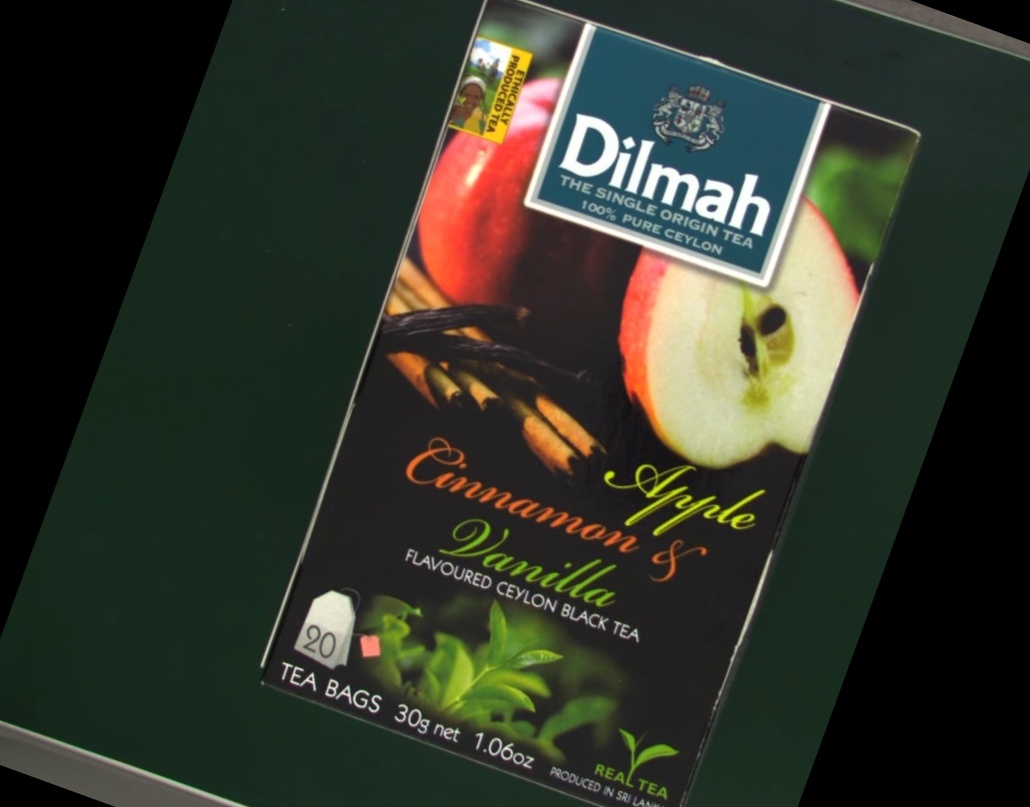 ETHICALLY
PRODUCED TEA
Dilmah
THE SINGLE ORIGIN TEA
100% PURE CEYLON
Apple
Cinnamon &
Vanilla
FLAVOURED CEYLON BLACK TEA
20
TEA BAGS 30g net 1.06oz
REAL TEA
PRODUCED IN SRI LANKA